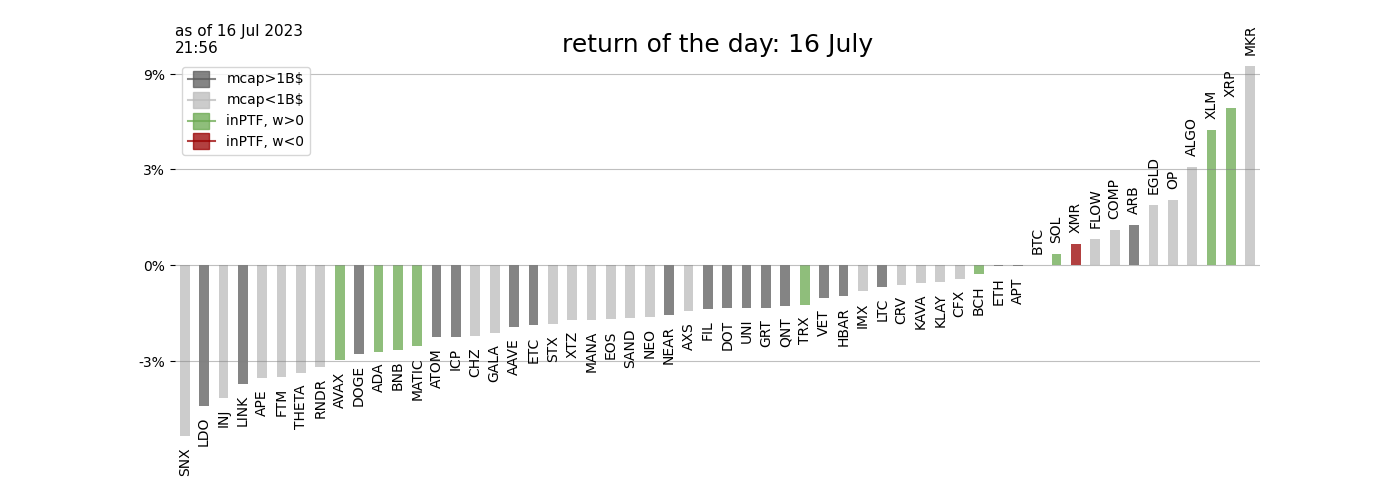 as of 16 Jul 2023
21:56
return of the day: 16 July
mcap>1B$
mcap<1B$
inPTF, w>0
inPTF, w<0
9%
3%
0%
-3%
SNX
LDO
INJ
LINK
APE
FTM
THETA
RNDR
AVAX
DOGE
ADA
BNB
MATIC
ATOM
ICP
CHZ
GALA
AAVE
ETC
STX
XTZ
MANA
EOS
SAND
NEO
NEAR
AXS
FIL
DOT
UNI
GRT
QNT
TRX
VET
HBAR
IMX
LTC
CRV
KAVA
KLAY
CFX
BCH
ETH
APT
BTC
SOL
XMR
FLOW
COMP
ARB
EGLD
OP
ALGO
XLM
XRP
MKR